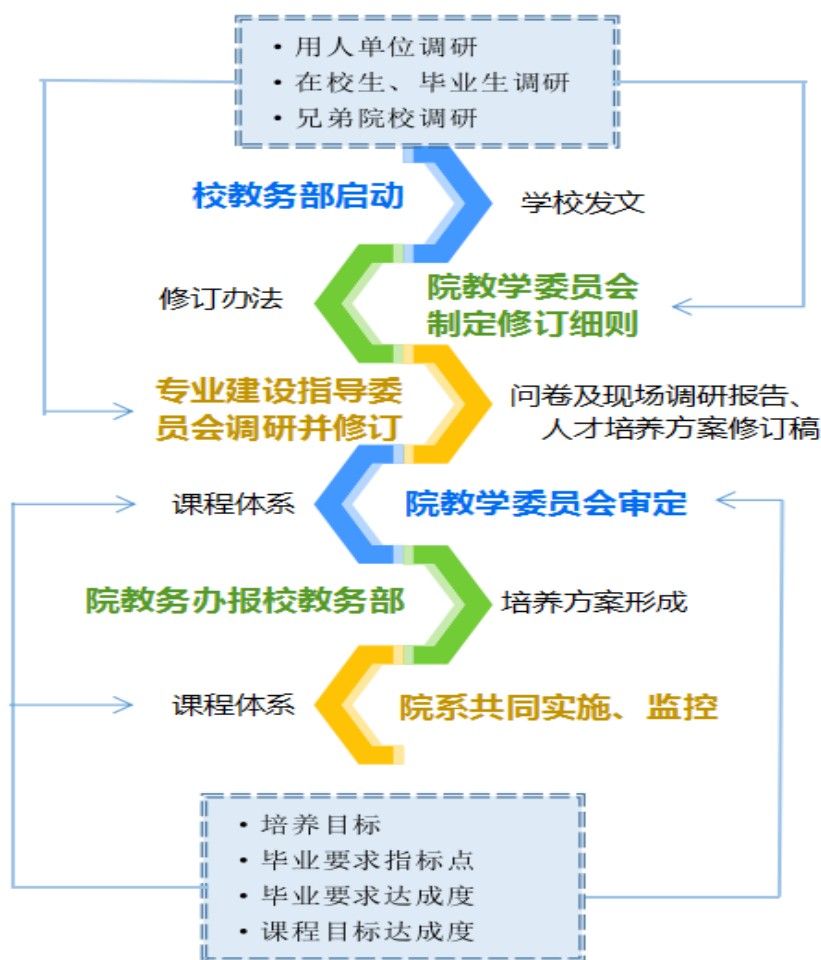 • 用人单位调研
• 在校生、毕业生调研
• 兄弟院校调研
校教务部启动
学校发文
修订办法
院教学委员会
制定修订细则
专业建设指导委
员会调研并修订
问卷及现场调研报告、
人才培养方案修订稿
课程体系
院教学委员会审定
院教务办报校教务部
培养方案形成
课程体系
院系共同实施、监控
• 培养目标
• 毕业要求指标点
• 毕业要求达成度
• 课程目标达成度